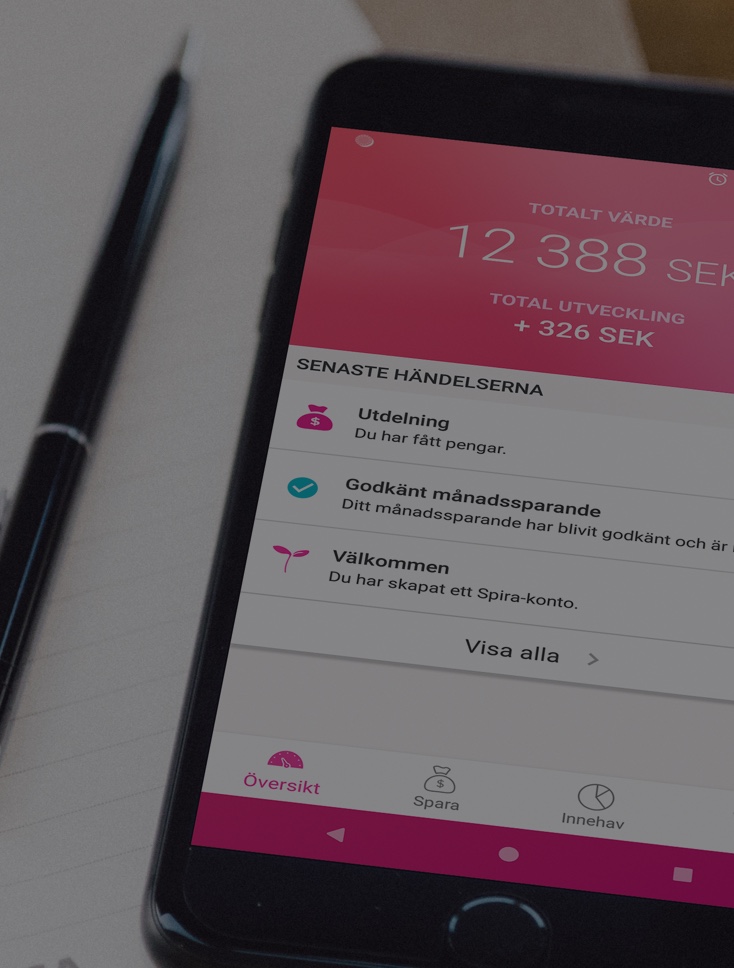 TOTALT VÄRDE
12 388 SEK
TOTAL UTVECKLING
+ 326 SEK
SENASTE HÄNDELSERNA
Utdelning
Du har fått pengar.
Godkänt månadssparande
Ditt månadssparande har blivit godkänt och är
Välkommen
Du har skapat ett Spira-konto.
Visa alla
Översikt
Spara
Innehav